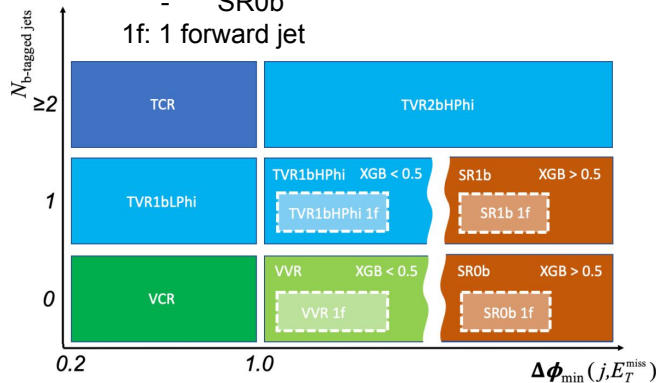 - SR0b
1f: 1 forward jet
N_b-tagged jets
≥2
TCR
TVR2bHPhi
1
TVR1bLPhi
TVR1bHPhi XGB < 0.5
TVR1bHPhi 1f
SR1b XGB > 0.5
SR1b 1f
0
VCR
VVR XGB < 0.5
VVR 1f
SR0b XGB > 0.5
SR0b 1f
0.2 1.0 Δϕ_min(j,E_T^miss)